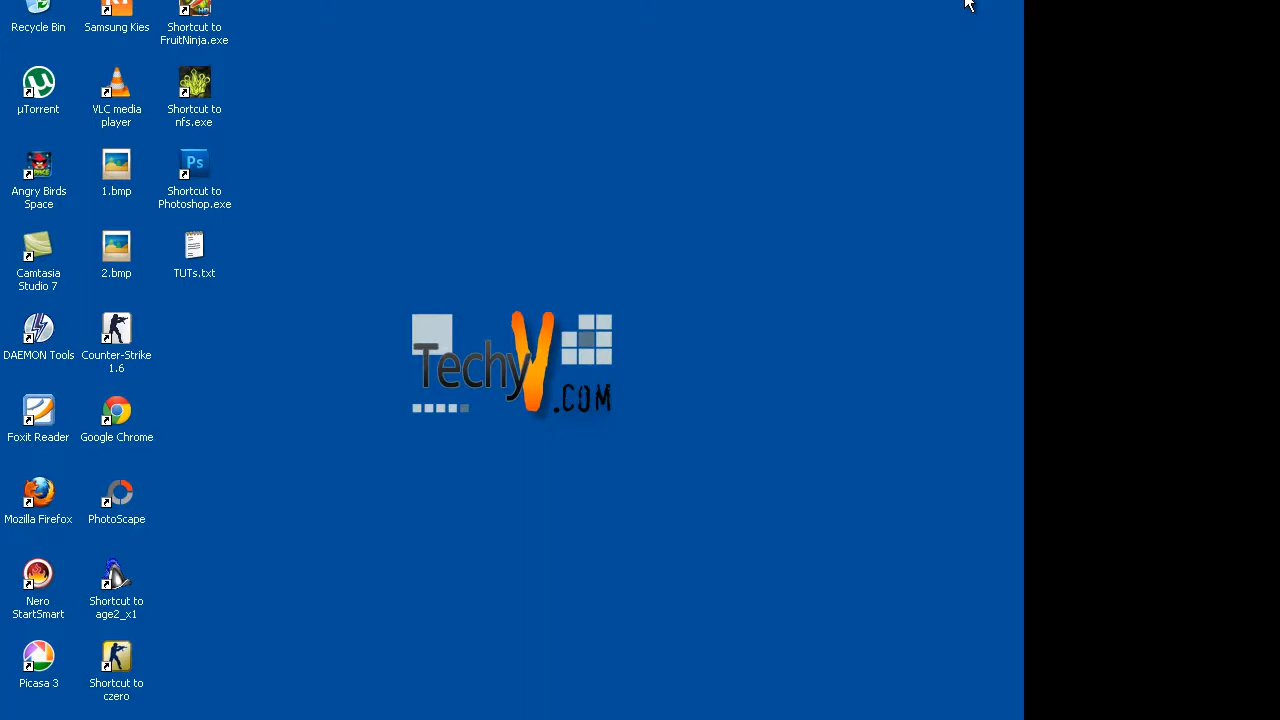 Recycle Bin
Samsung Kies
Shortcut to
FruitNinja.exe
µTorrent
VLC media
player
Shortcut to
nfs.exe
Angry Birds
Space
1.bmp
Ps
Shortcut to
Photoshop.exe
Camtasia
Studio 7
2.bmp
TUTs.txt
DAEMON Tools
Counter-Strike
1.6
Foxit Reader
Google Chrome
Mozilla Firefox
PhotoScape
Nero
StartSmart
Shortcut to
age2_x1
Picasa 3
Shortcut to
czero
TechyV
.COM